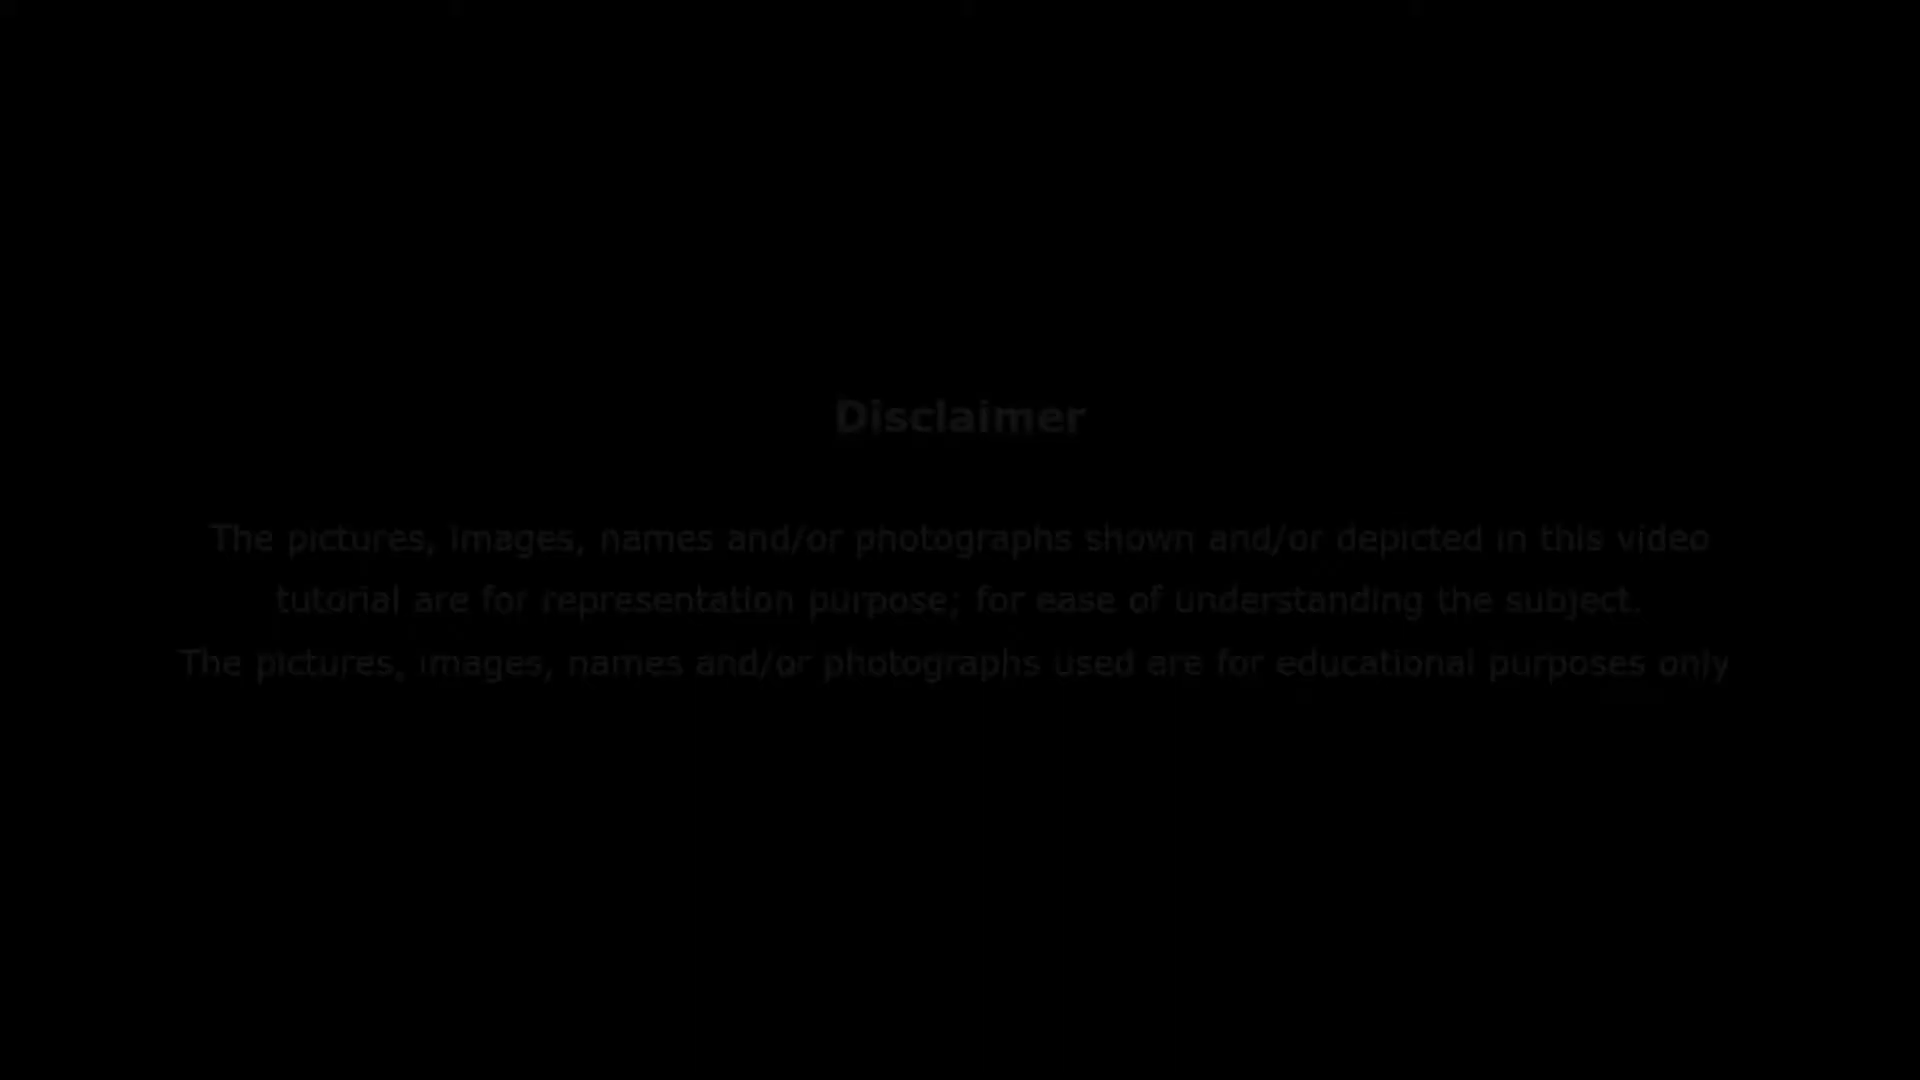 Disclaimer
The pictures, images, names and/or photographs shown and/or depicted in this video
tutorial are for representation purpose; for ease of understanding the subject.
The pictures, images, names and/or photographs used are for educational purposes only